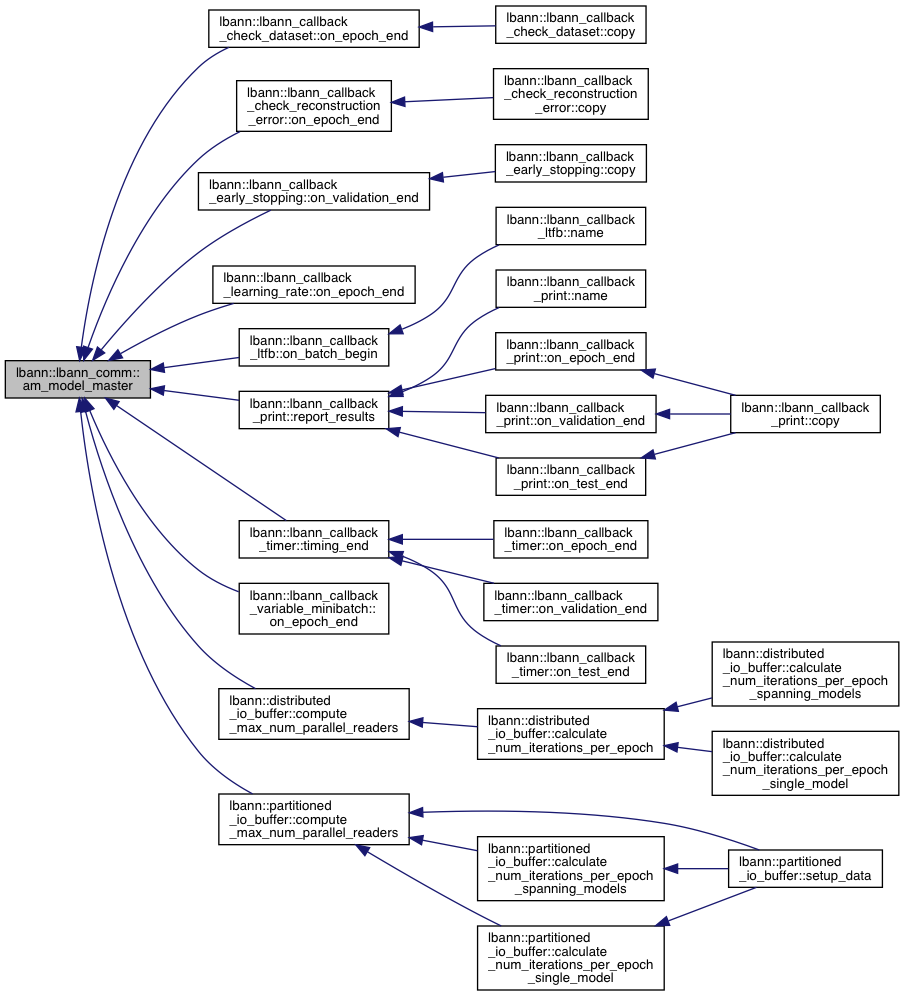 lbann::lbann_callback
_check_dataset::on_epoch_end
lbann::lbann_callback
_check_dataset::copy
lbann::lbann_callback
_check_reconstruction
_error::on_epoch_end
lbann::lbann_callback
_check_reconstruction
_error::copy
lbann::lbann_callback
_early_stopping::on_validation_end
lbann::lbann_callback
_early_stopping::copy
lbann::lbann_callback
_learning_rate::on_epoch_end
lbann::lbann_callback
_ltfb::name
lbann::lbann_callback
_ltfb::on_batch_begin
lbann::lbann_callback
_print::name
lbann::lbann_comm::
am_model_master
lbann::lbann_callback
_print::report_results
lbann::lbann_callback
_print::on_epoch_end
lbann::lbann_callback
_print::on_validation_end
lbann::lbann_callback
_print::copy
lbann::lbann_callback
_print::on_test_end
lbann::lbann_callback
_timer::timing_end
lbann::lbann_callback
_timer::on_epoch_end
lbann::lbann_callback
_timer::on_validation_end
lbann::lbann_callback
_variable_minibatch::
on_epoch_end
lbann::lbann_callback
_timer::on_test_end
lbann::distributed
_io_buffer::compute
_max_num_parallel_readers
lbann::distributed
_io_buffer::calculate
_num_iterations_per_epoch
lbann::distributed
_io_buffer::calculate
_num_iterations_per_epoch
_spanning_models
lbann::distributed
_io_buffer::calculate
_num_iterations_per_epoch
_single_model
lbann::partitioned
_io_buffer::compute
_max_num_parallel_readers
lbann::partitioned
_io_buffer::calculate
_num_iterations_per_epoch
_spanning_models
lbann::partitioned
_io_buffer::setup_data
lbann::partitioned
_io_buffer::calculate
_num_iterations_per_epoch
_single_model